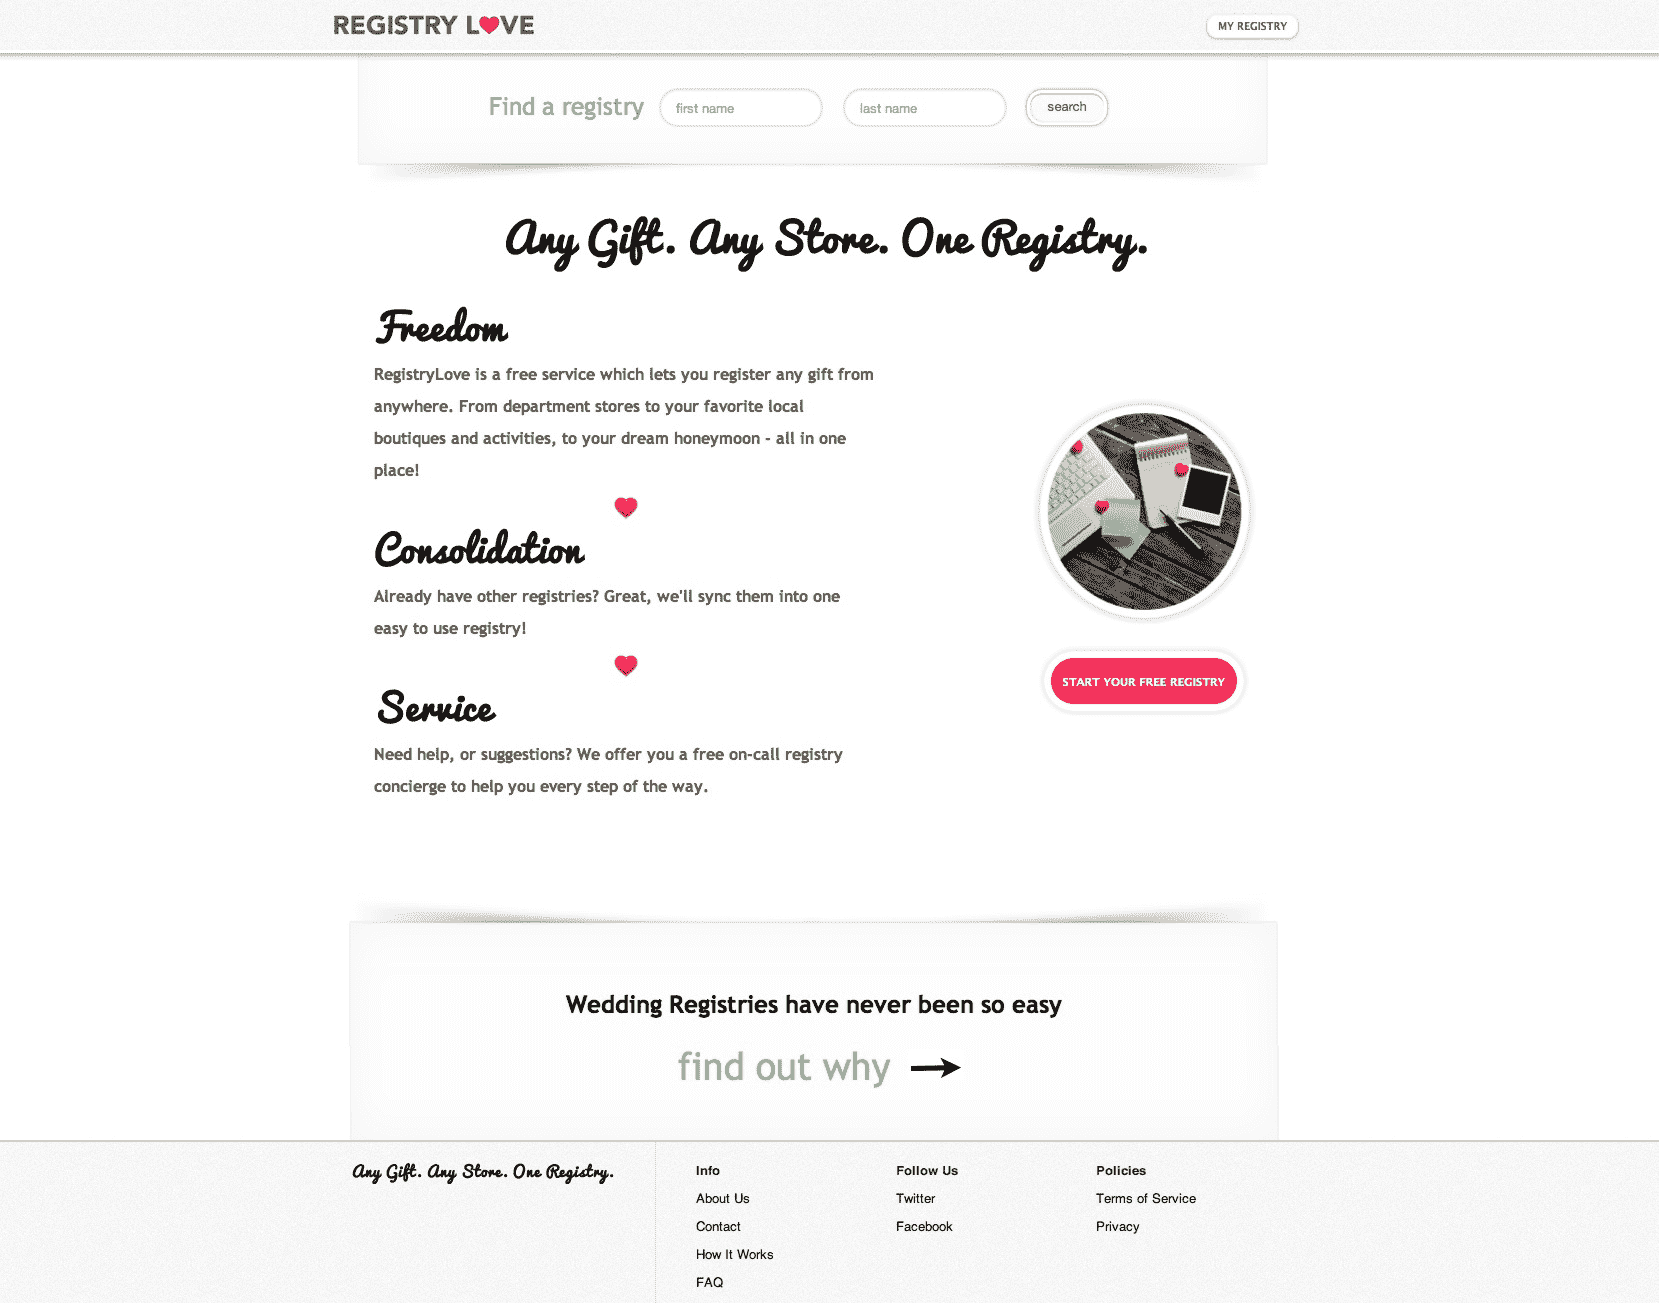 REGISTRY LOVE
MY REGISTRY
Find a registry
first name
last name
search
Any Gift. Any Store. One Registry.
Freedom
RegistryLove is a free service which lets you register any gift from
anywhere. From department stores to your favorite local
boutiques and activities, to your dream honeymoon - all in one
place!
Consolidation
Already have other registries? Great, we'll sync them into one
easy to use registry!
Service
Need help, or suggestions? We offer you a free on-call registry
concierge to help you every step of the way.
START YOUR FREE REGISTRY
Wedding Registries have never been so easy
find out why
Any Gift. Any Store. One Registry.
Info
About Us
Contact
How It Works
FAQ
Follow Us
Twitter
Facebook
Policies
Terms of Service
Privacy